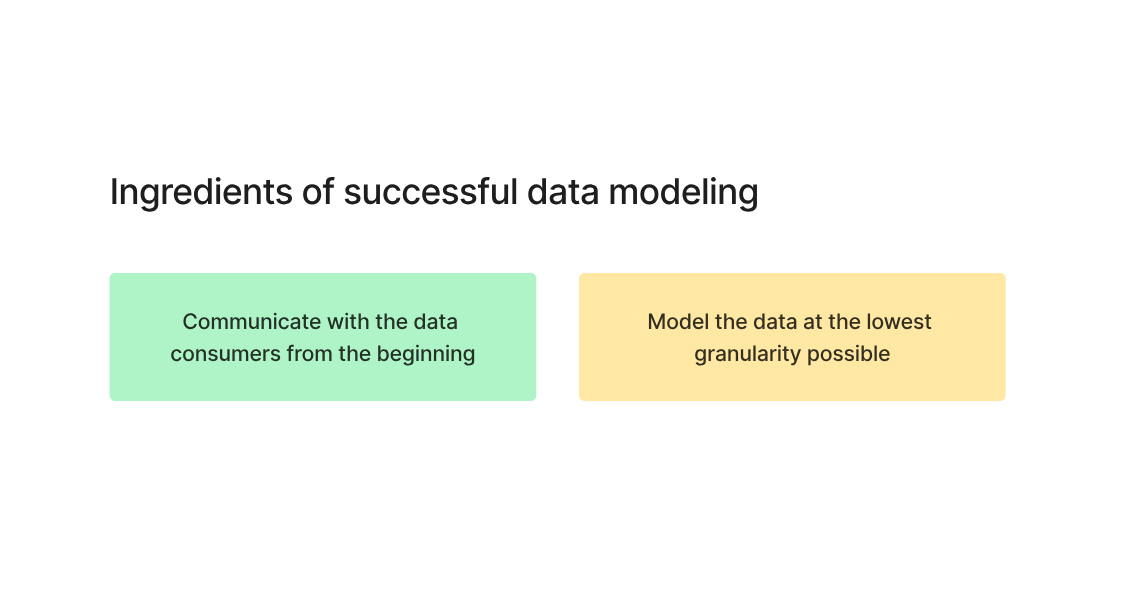 Ingredients of successful data modeling
Communicate with the data
consumers from the beginning
Model the data at the lowest
granularity possible